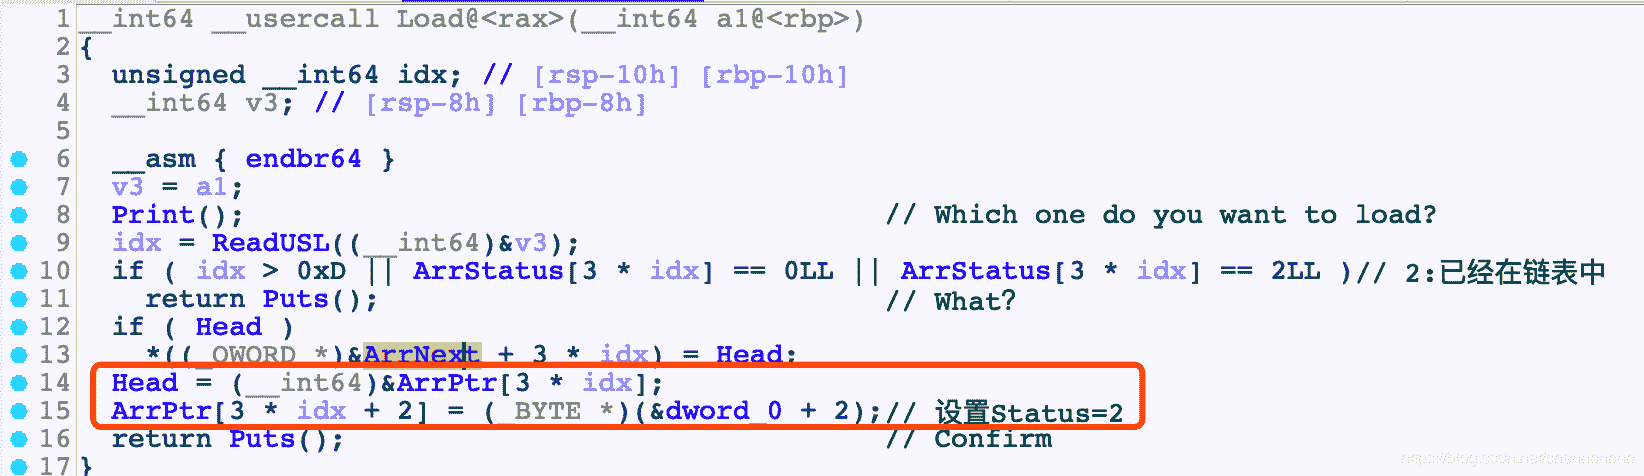 1 __int64 __usercall Load@<rax>(__int64 a1@<rbp>)
2 {
3 unsigned __int64 idx; // [rsp-10h] [rbp-10h]
4 __int64 v3; // [rsp-8h] [rbp-8h]
5
6 __asm { endbr64 }
7 v3 = a1;
8 Print(); // Which one do you want to load?
9 idx = ReadUSL((__int64)&v3);
10 if ( idx > 0xD || ArrStatus[3 * idx] == 0LL || ArrStatus[3 * idx] == 2LL )// 2:已经在链表中
11 return Puts(); // What?
12 if ( Head )
13 *((_QWORD *)&ArrNext + 3 * idx) = Head;
14 Head = (__int64)&ArrPtr[3 * idx];
15 ArrPtr[3 * idx + 2] = (_BYTE *)(&dword_0 + 2);// 设置Status=2
16 return Puts(); // Confirm
17 }